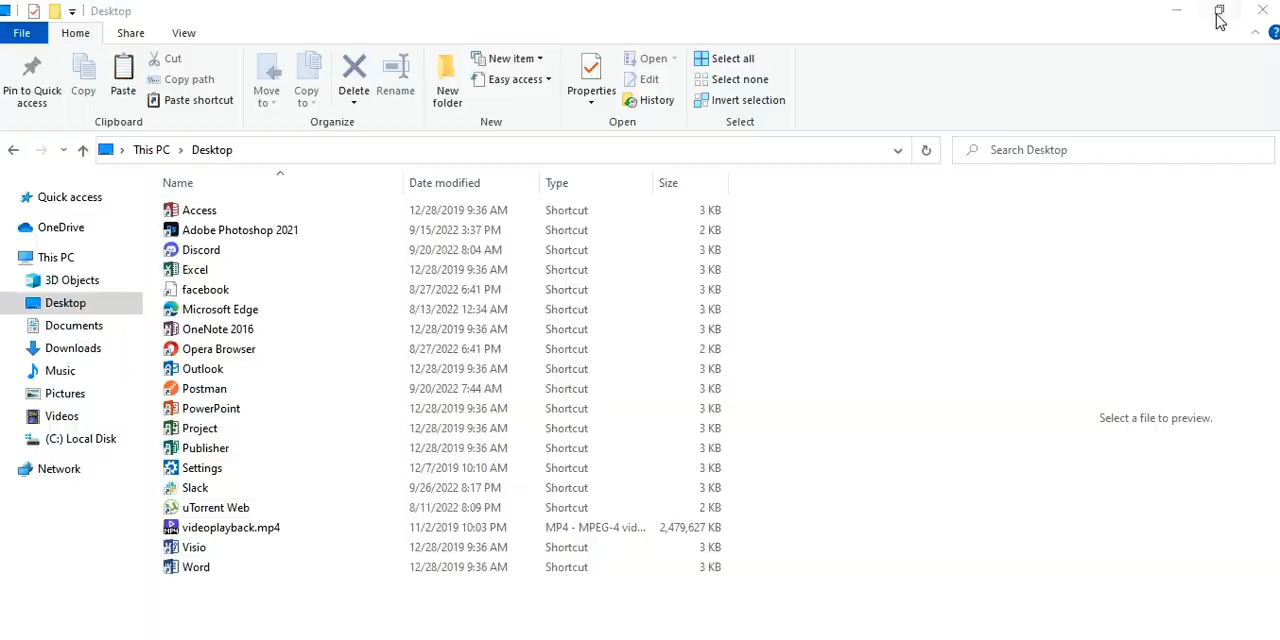 Desktop
File Home Share View
Pin to Quick access
Copy
Paste
Cut
Copy path
Paste shortcut
Clipboard
Move to
Copy to
Delete
Rename
Organize
New folder
New item
Easy access
New
Properties
Open
Edit
History
Open
Select all
Select none
Invert selection
Select
This PC › Desktop
Search Desktop
Quick access
OneDrive
This PC
3D Objects
Desktop
Documents
Downloads
Music
Pictures
Videos
(C:) Local Disk
Network
Name Date modified Type Size
Access 12/28/2019 9:36 AM Shortcut 3 KB
Adobe Photoshop 2021 9/15/2022 3:37 PM Shortcut 2 KB
Discord 9/20/2022 8:04 AM Shortcut 3 KB
Excel 12/28/2019 9:36 AM Shortcut 3 KB
facebook 8/27/2022 6:41 PM Shortcut 3 KB
Microsoft Edge 8/13/2022 12:34 AM Shortcut 3 KB
OneNote 2016 12/28/2019 9:36 AM Shortcut 3 KB
Opera Browser 8/27/2022 6:41 PM Shortcut 2 KB
Outlook 12/28/2019 9:36 AM Shortcut 3 KB
Postman 9/20/2022 7:44 AM Shortcut 3 KB
PowerPoint 12/28/2019 9:36 AM Shortcut 3 KB
Project 12/28/2019 9:36 AM Shortcut 3 KB
Publisher 12/28/2019 9:36 AM Shortcut 3 KB
Settings 12/7/2019 10:10 AM Shortcut 3 KB
Slack 9/26/2022 8:17 PM Shortcut 3 KB
uTorrent Web 8/11/2022 8:09 PM Shortcut 2 KB
videoplayback.mp4 11/2/2019 10:03 PM MP4 - MPEG-4 vid... 2,479,627 KB
Visio 12/28/2019 9:36 AM Shortcut 3 KB
Word 12/28/2019 9:36 AM Shortcut 3 KB
Select a file to preview.